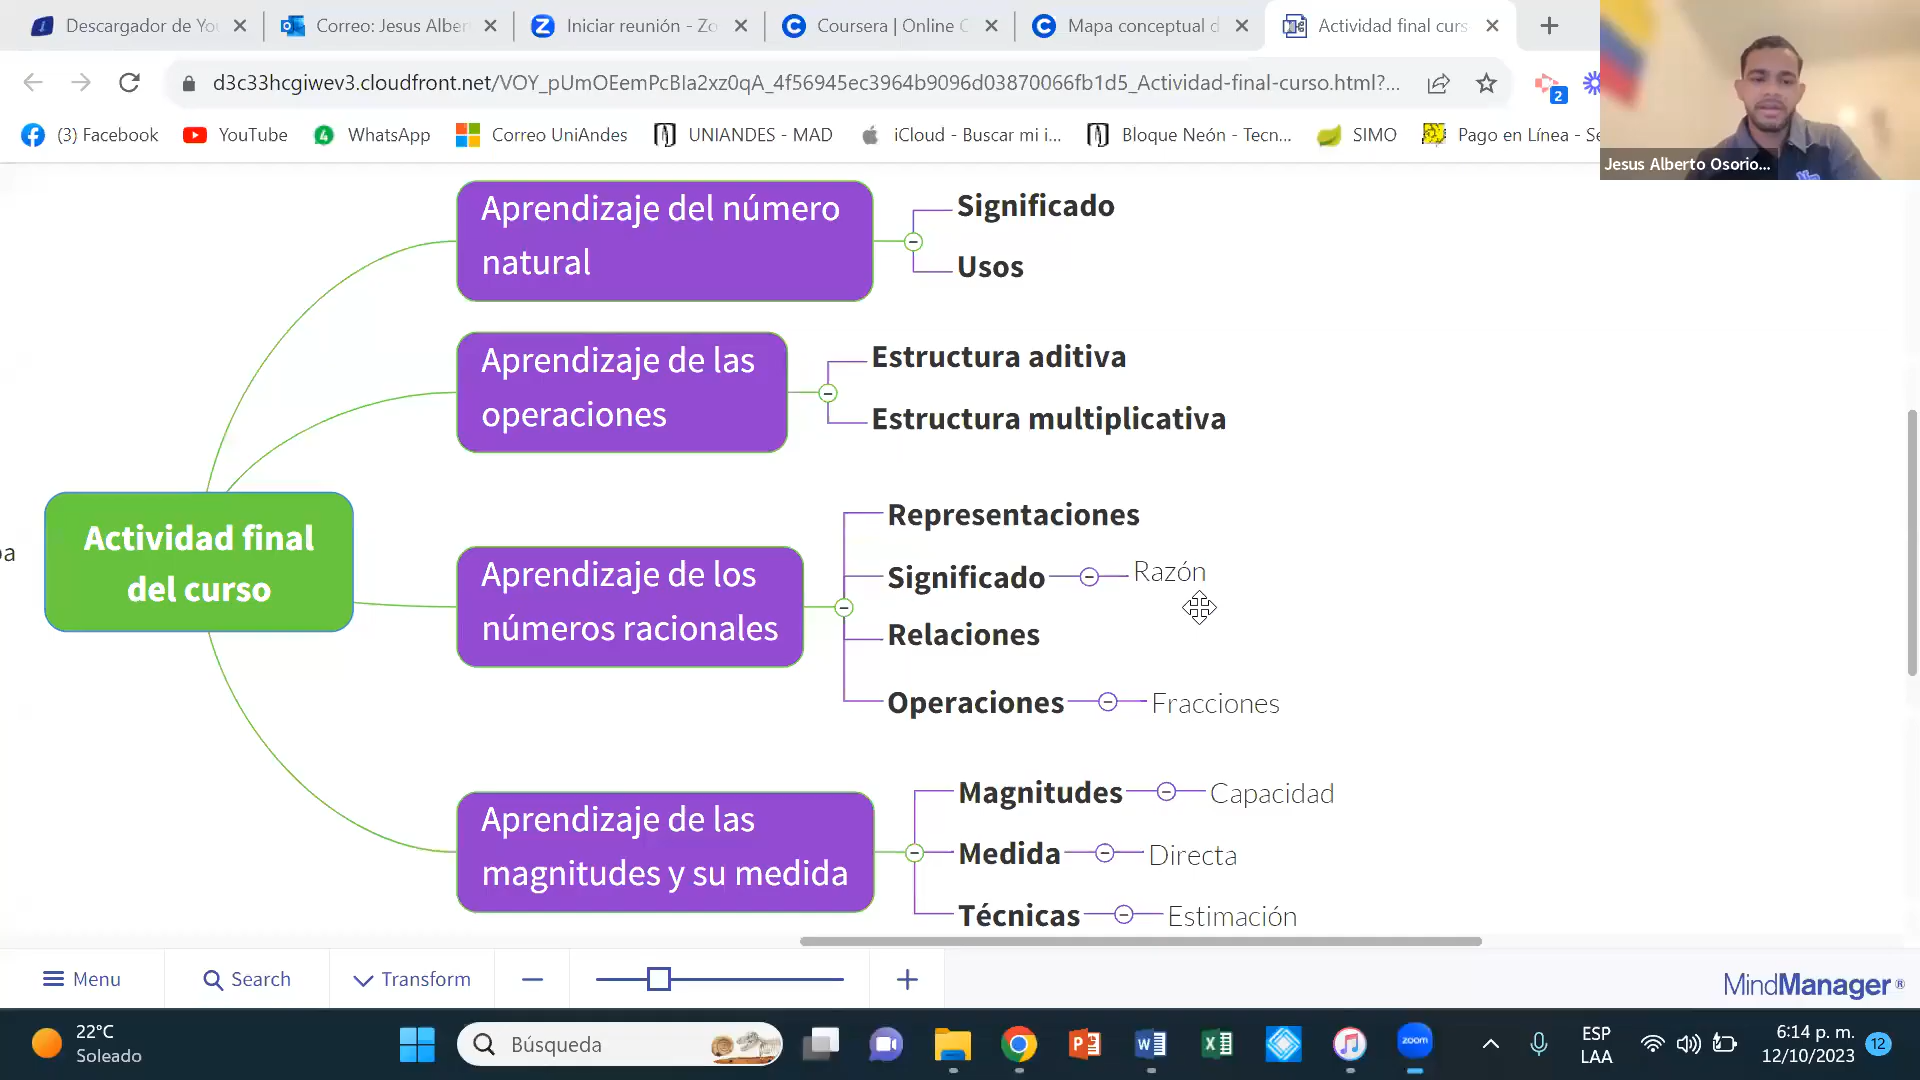 Descargador de You
Correo: Jesus Alber
Iniciar reunión - Zo
Coursera | Online C
Mapa conceptual d
Actividad final curs
d3c33hcgiwev3.cloudfront.net/VOY_pUmOEemPcBIa2xz0qA_4f56945ec3964b9096d03870066fb1d5_Actividad-final-curso.html?...
2
(3) Facebook
YouTube
4
WhatsApp
Correo UniAndes
UNIANDES - MAD
iCloud - Buscar mi i...
Bloque Neón - Tecn...
SIMO
Pago en Línea - Se
Jesus Alberto Osorio...
Aprendizaje del número
natural
Significado
Usos
Aprendizaje de las
operaciones
Estructura aditiva
Estructura multiplicativa
Actividad final
del curso
Aprendizaje de los
números racionales
Representaciones
Significado
Razón
Relaciones
Operaciones
Fracciones
Aprendizaje de las
magnitudes y su medida
Magnitudes
Capacidad
Medida
Directa
Técnicas
Estimación
Menu
Search
Transform
MindManager®
22°C
Soleado
Búsqueda
zoom
ESP
LAA
6:14 p. m.
12/10/2023
12